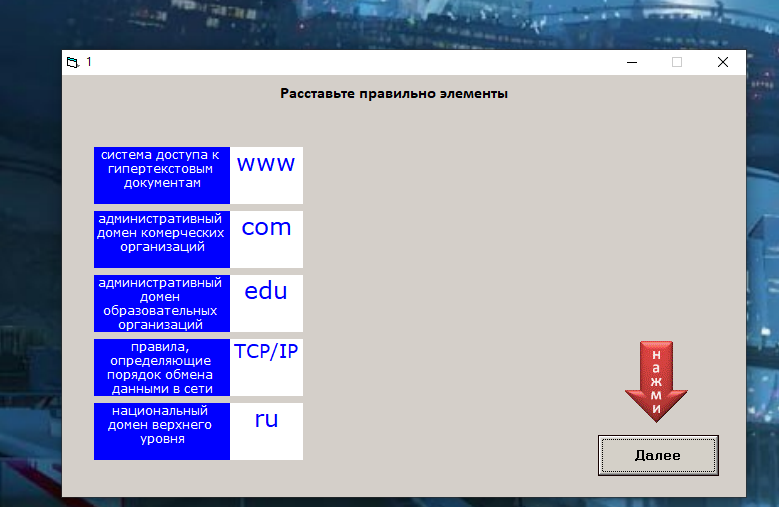 1
Расставьте правильно элементы
система доступа к
гипертекстовым
документам
www
административный
домен комерческих
организаций
com
административный
домен
образовательных
организаций
edu
правила,
определяющие
порядок обмена
данными в сети
TCP/IP
национальный
домен верхнего
уровня
ru
нажми
Далее